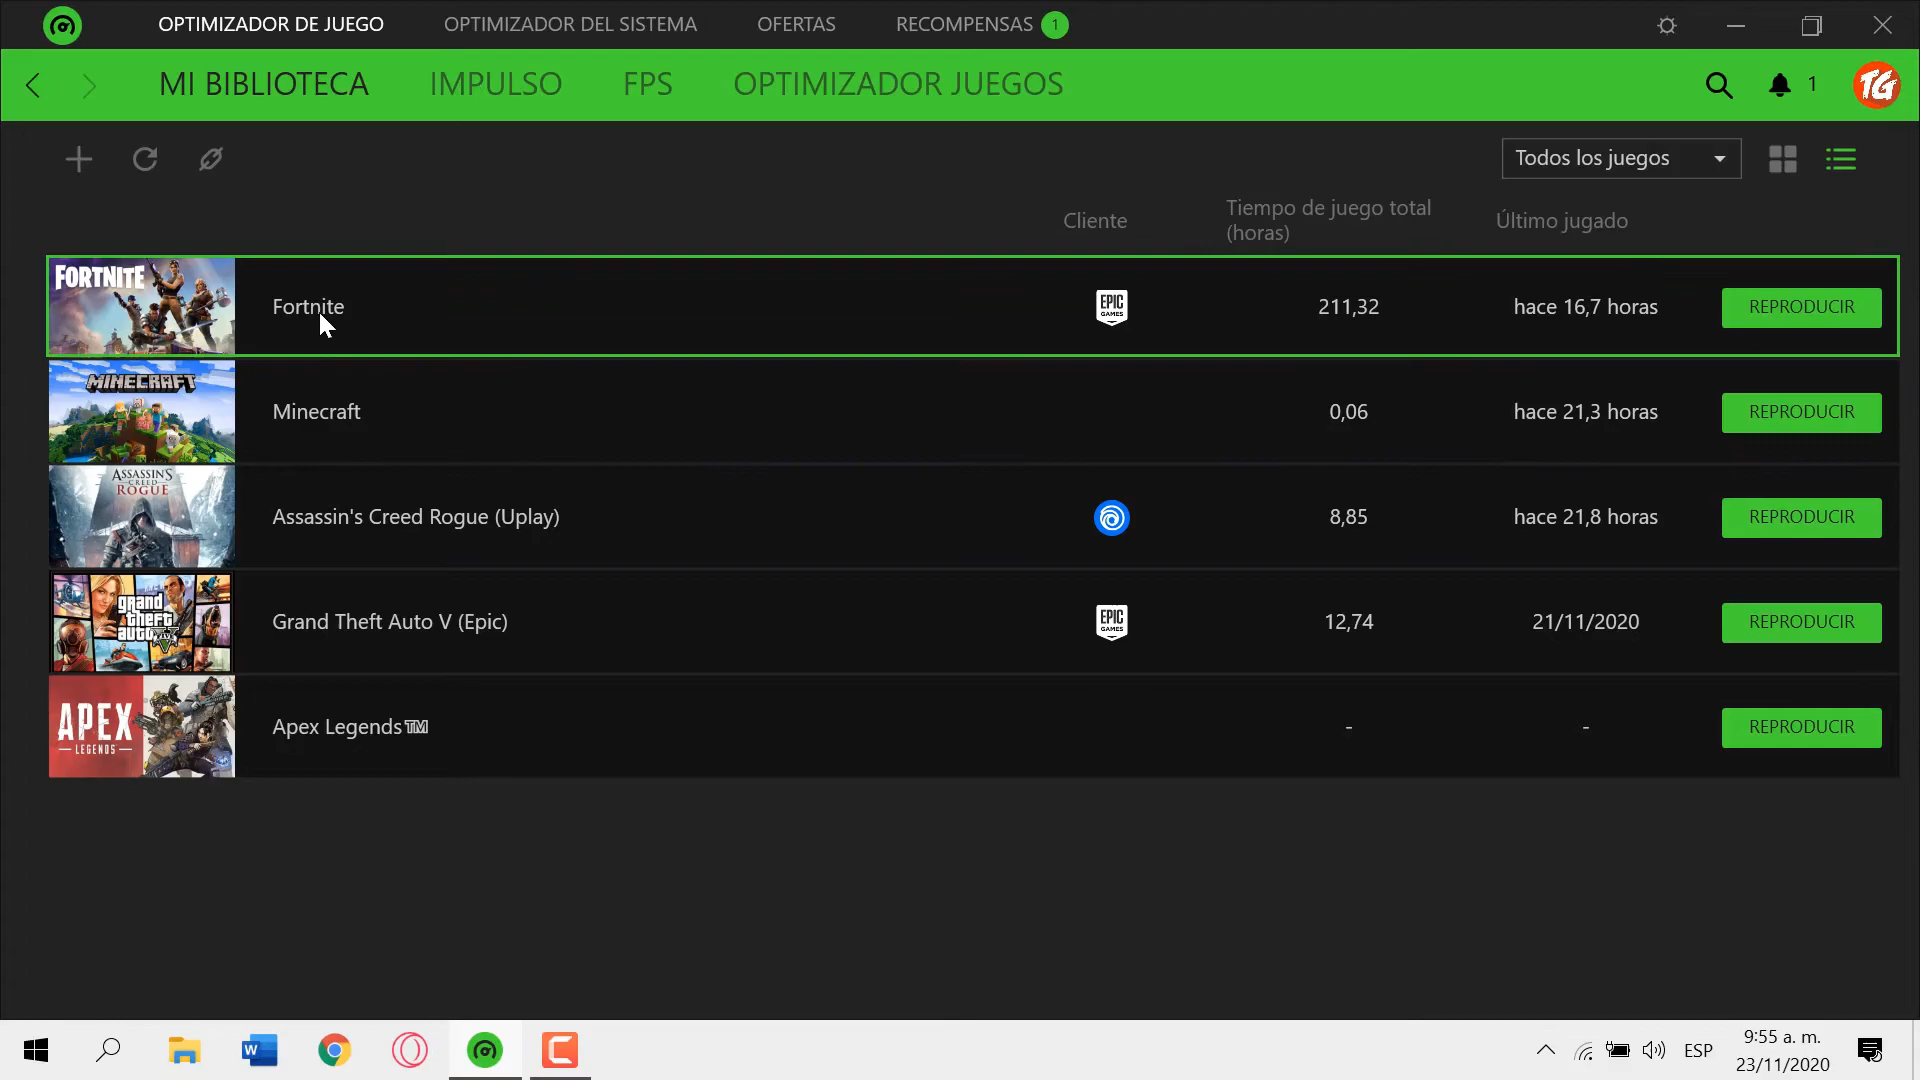 OPTIMIZADOR DE JUEGO OPTIMIZADOR DEL SISTEMA OFERTAS RECOMPENSAS 1
MI BIBLIOTECA IMPULSO FPS OPTIMIZADOR JUEGOS 1 TG
Todos los juegos
Cliente Tiempo de juego total (horas) Último jugado
FORTNITE Fortnite EPIC GAMES 211,32 hace 16,7 horas REPRODUCIR
MINECRAFT Minecraft 0,06 hace 21,3 horas REPRODUCIR
ASSASSIN'S CREED ROGUE Assassin's Creed Rogue (Uplay) 8,85 hace 21,8 horas REPRODUCIR
grand theft auto V Grand Theft Auto V (Epic) EPIC GAMES 12,74 21/11/2020 REPRODUCIR
APEX LEGENDS Apex Legends™ - - REPRODUCIR
W ESP 9:55 a. m.
23/11/2020